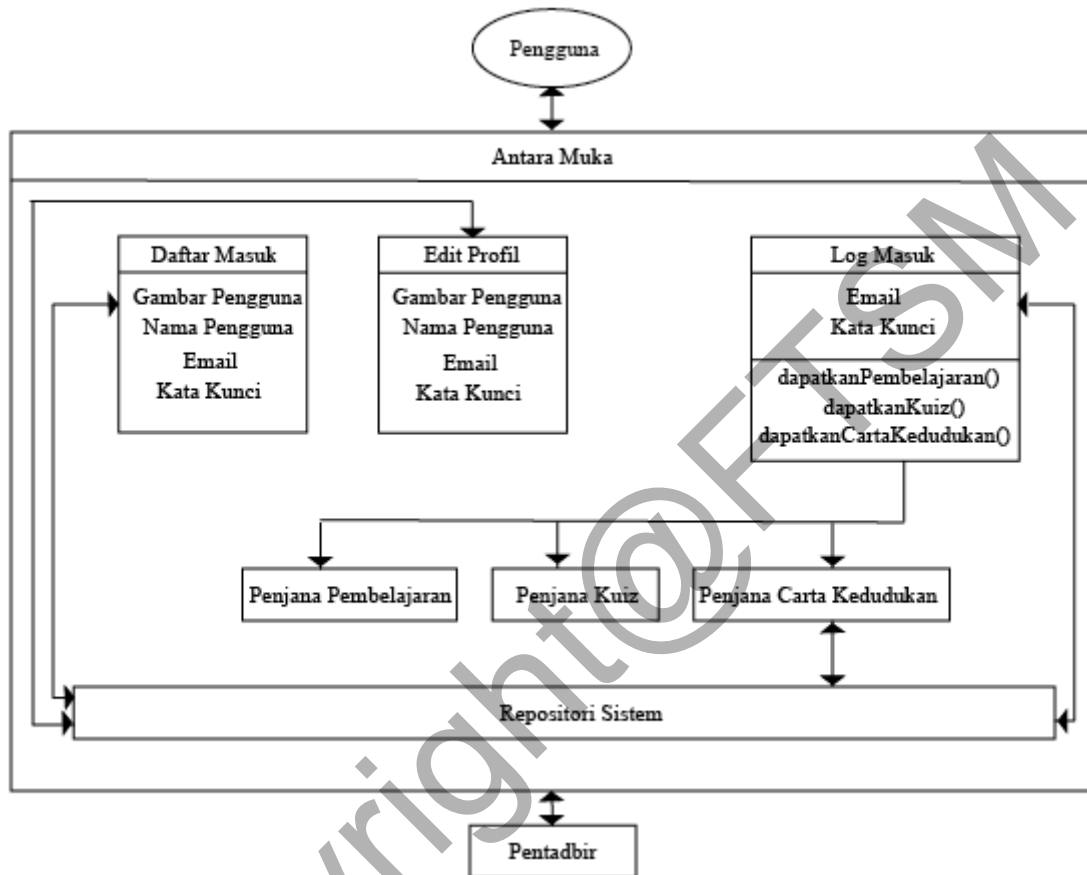 Pengguna
Antara Muka
Daftar Masuk
Gambar Pengguna
Nama Pengguna
Email
Kata Kunci
Edit Profil
Gambar Pengguna
Nama Pengguna
Email
Kata Kunci
Log Masuk
Email
Kata Kunci
dapatkanPembelajaran()
dapatkanKuiz()
dapatkanCartaKedudukan()
Penjana Pembelajaran
Penjana Kuiz
Penjana Carta Kedudukan
Repositori Sistem
Pentadbir
yright@FTSM